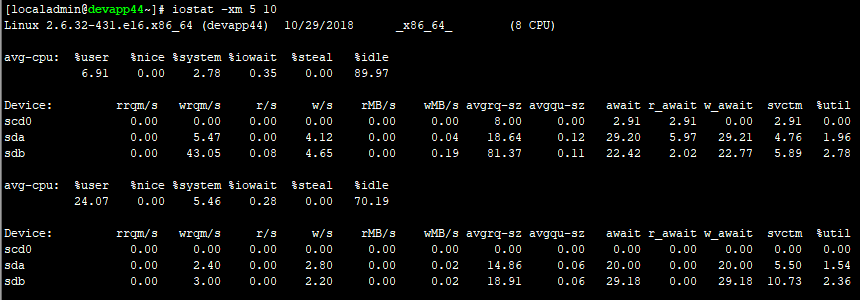 [localadmin@devapp44~]# iostat -xm 5 10
Linux 2.6.32-431.el6.x86_64 (devapp44)  10/29/2018      _x86_64_        (8 CPU)
avg-cpu:  %user   %nice %system %iowait  %steal   %idle
           6.91    0.00    2.78    0.35    0.00   89.97
Device:         rrqm/s   wrqm/s     r/s     w/s    rMB/s    wMB/s avgrq-sz avgqu-sz   await r_await w_await  svctm  %util
scd0              0.00     0.00    0.00    0.00     0.00     0.00     8.00     0.00    2.91    2.91    0.00   2.91   0.00
sda               0.00     5.47    0.00    4.12     0.00     0.04    18.64     0.12   29.20    5.97   29.21   4.76   1.96
sdb               0.00    43.05    0.08    4.65     0.00     0.19    81.37     0.11   22.42    2.02   22.77   5.89   2.78
avg-cpu:  %user   %nice %system %iowait  %steal   %idle
          24.07    0.00    5.46    0.28    0.00   70.19
Device:         rrqm/s   wrqm/s     r/s     w/s    rMB/s    wMB/s avgrq-sz avgqu-sz   await r_await w_await  svctm  %util
scd0              0.00     0.00    0.00    0.00     0.00     0.00     0.00     0.00    0.00    0.00    0.00   0.00   0.00
sda               0.00     2.40    0.00    2.80     0.00     0.02    14.86     0.06   20.00    0.00   20.00   5.50   1.54
sdb               0.00     3.00    0.00    2.20     0.00     0.02    18.91     0.06   29.18    0.00   29.18  10.73   2.36